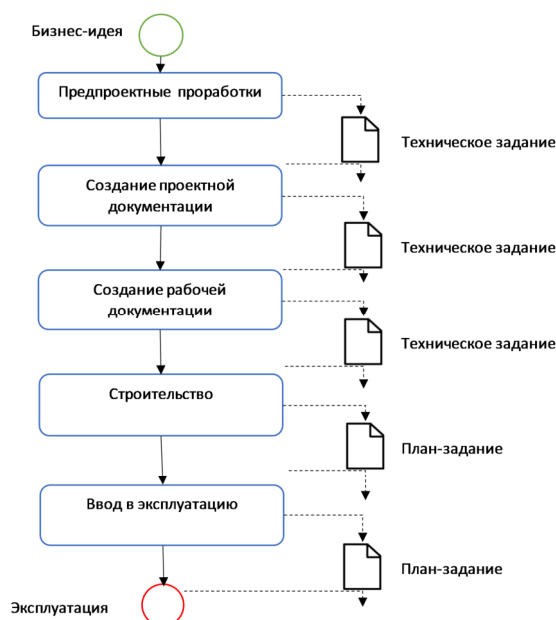 Бизнес-идея
Предпроектные проработки
Техническое задание
Создание проектной
документации
Техническое задание
Создание рабочей
документации
Техническое задание
Строительство
План-задание
Ввод в эксплуатацию
План-задание
Эксплуатация